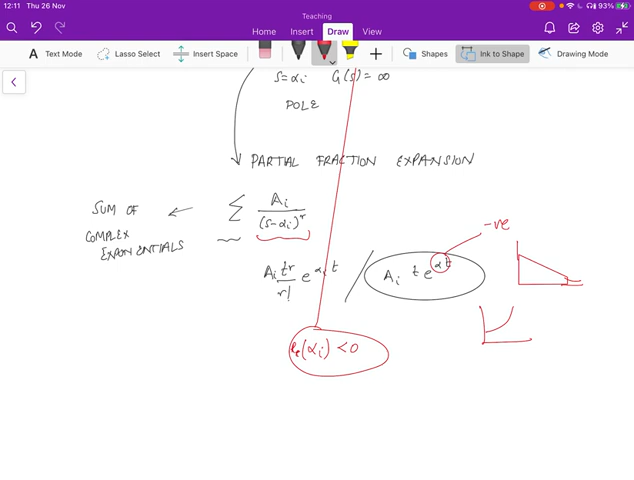 12:11 Thu 26 Nov
93%
Teaching
Home Insert Draw View
Text Mode Lasso Select Insert Space Shapes Ink to Shape Drawing Mode
s=αi G(s)=∞
POLE
PARTIAL FRACTION EXPANSION
SUM OF COMPLEX EXPONENTIALS
∑ Ai/(s-αi)^r
Ai t^r/r! e^αi t / Ai t e^αt
-ve
Re(αi) <0